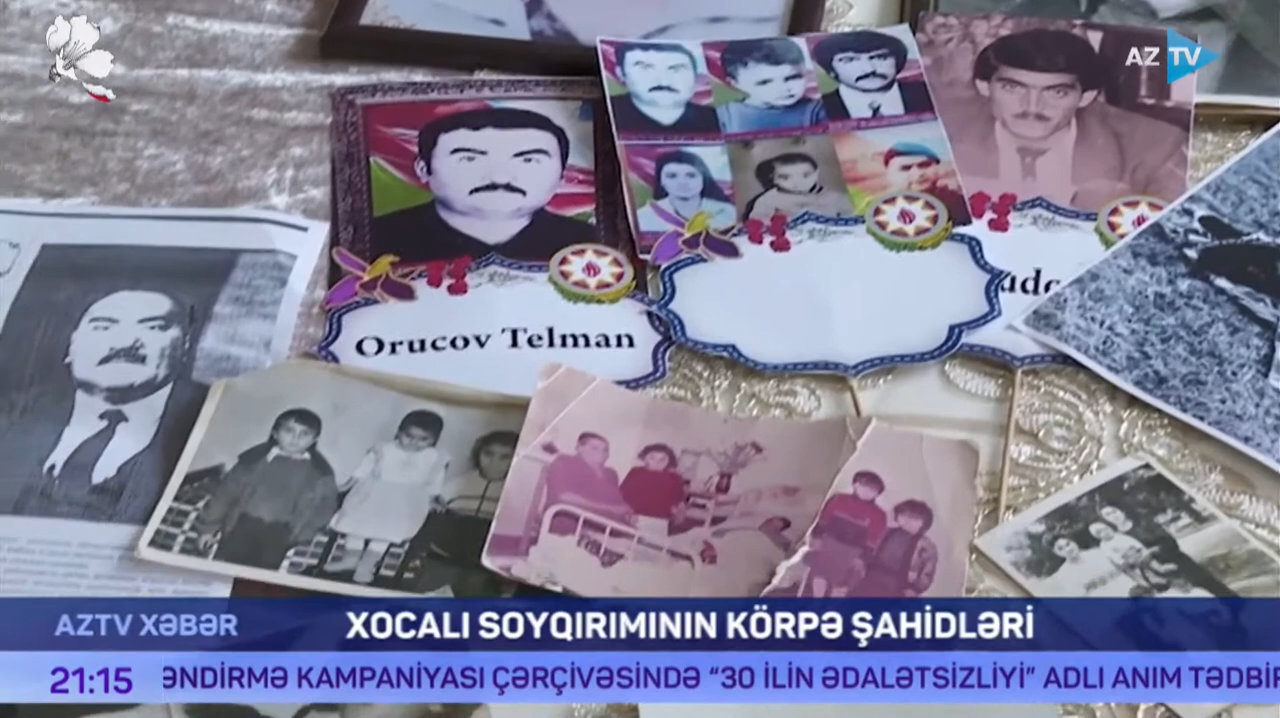 AZ TV
Orucov Telman
AZTV XƏBƏR
XOCALI SOYQIRIMININ KÖRPƏ ŞAHİDLƏRİ
21:15
ƏNDİRMƏ KAMPANİYASI ÇƏRÇİVƏSİNDƏ “30 İLİN ƏDALƏTSİZLİYİ” ADLI ANIM TƏDBİR